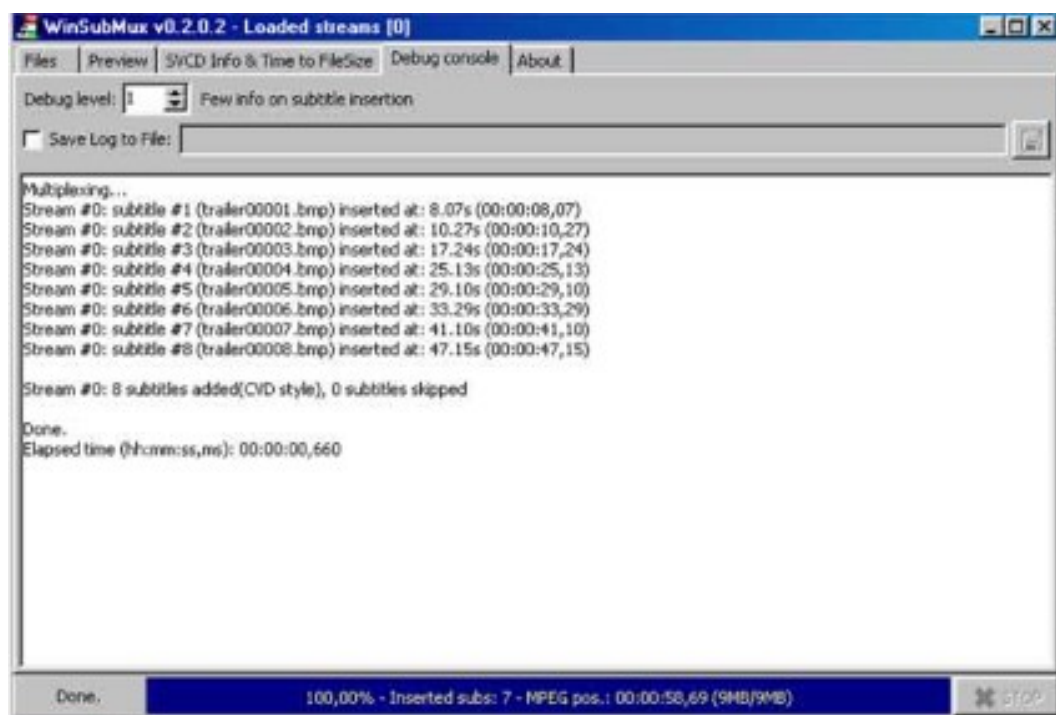 WinSubMux v0.2.0.2 - Loaded streams [0]
Files Preview SVCD Info & Time to FileSize Debug console About
Debug level: 1 Few info on subtitle insertion
Save Log to File:
Multiplexing...
Stream #0: subtitle #1 (trailer00001.bmp) inserted at: 8.07s (00:00:08,07)
Stream #0: subtitle #2 (trailer00002.bmp) inserted at: 10.27s (00:00:10,27)
Stream #0: subtitle #3 (trailer00003.bmp) inserted at: 17.24s (00:00:17,24)
Stream #0: subtitle #4 (trailer00004.bmp) inserted at: 25.13s (00:00:25,13)
Stream #0: subtitle #5 (trailer00005.bmp) inserted at: 29.10s (00:00:29,10)
Stream #0: subtitle #6 (trailer00006.bmp) inserted at: 33.29s (00:00:33,29)
Stream #0: subtitle #7 (trailer00007.bmp) inserted at: 41.10s (00:00:41,10)
Stream #0: subtitle #8 (trailer00008.bmp) inserted at: 47.15s (00:00:47,15)
Stream #0: 8 subtitles added(CVD style), 0 subtitles skipped
Done.
Elapsed time (hh:mm:ss,ms): 00:00:00,660
Done. 100,00% - Inserted subs: 7 - MPEG pos.: 00:00:58,69 (9MB/9MB) STOP